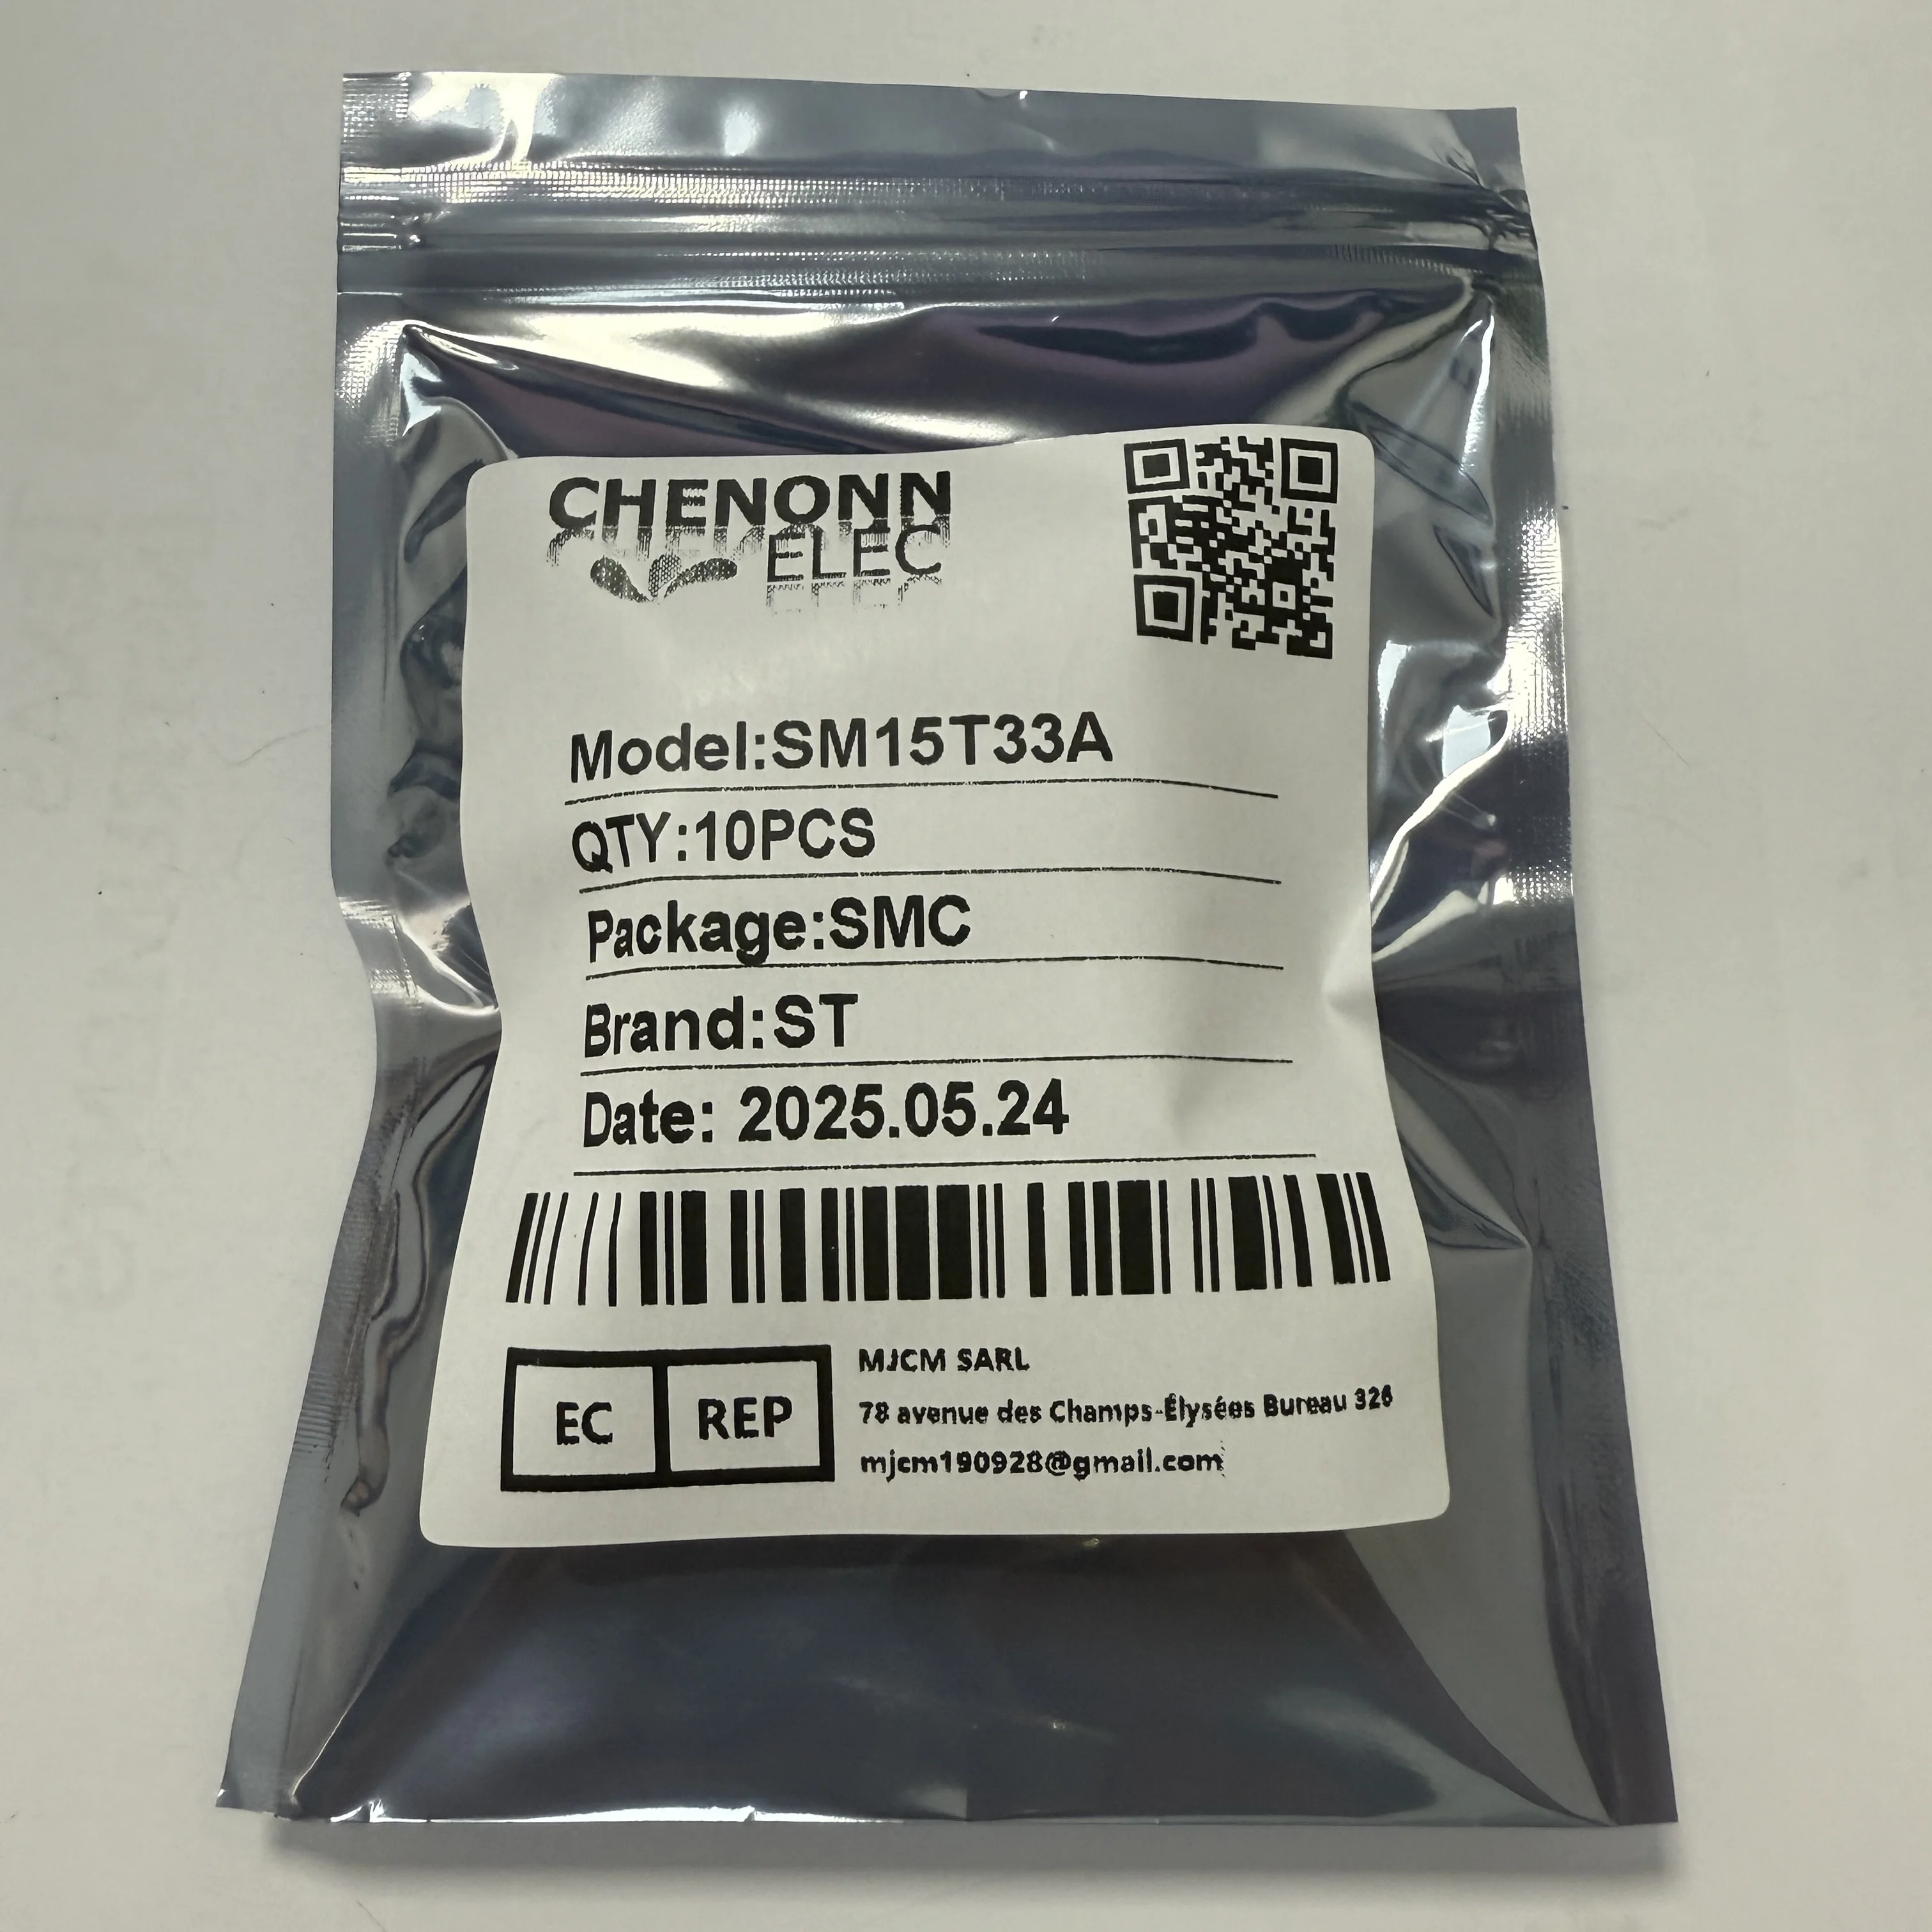 CHENONN
ELEC
Model:SM15T33A
QTY:10PCS
Package:SMC
Brand:ST
Date: 2025.05.24
EC REP
MJCM SARL
78 avenue des Champs-Élysées Bureau 326
mjcm190928@gmail.com